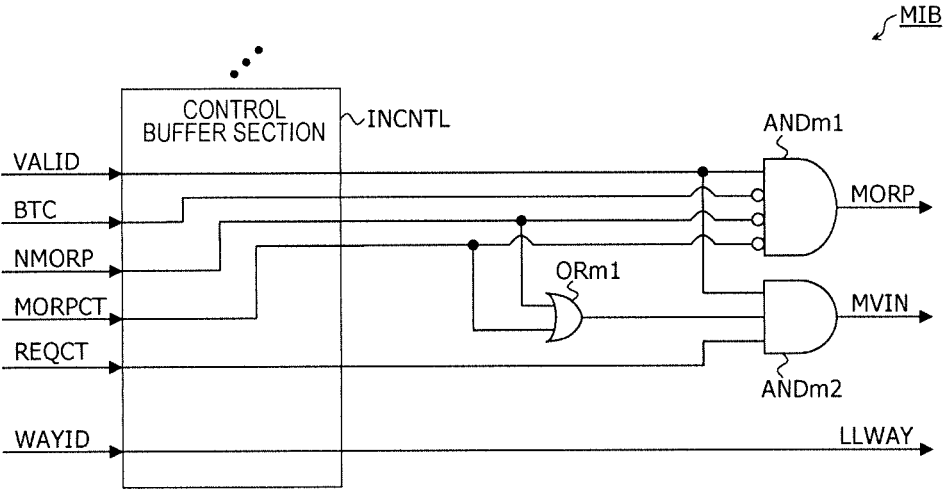 MIB
CONTROL
BUFFER SECTION
INCNTL
ANDm1
VALID
MORP
BTC
NMORP
ORm1
MORPCT
MVIN
REQCT
ANDm2
WAYID
LLWAY